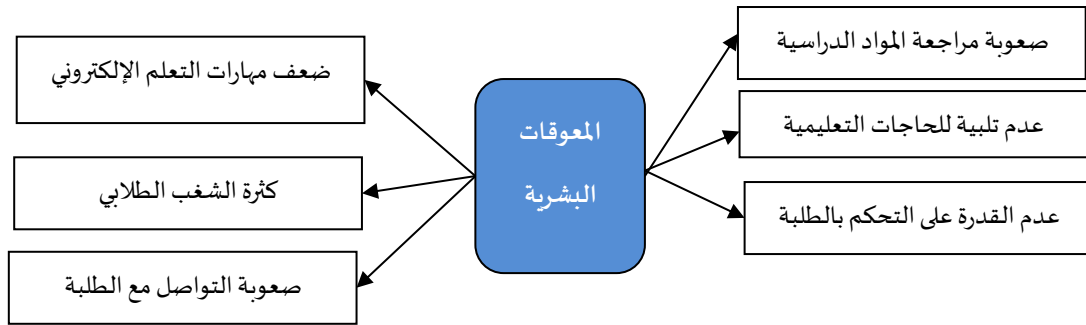 صعوبة مراجعة المواد الدراسية
عدم تلبية للحاجات التعليمية
عدم القدرة على التحكم بالطلبة
المعوقات
البشرية
ضعف مهارات التعلم الإلكتروني
كثرة الشغب الطلابي
صعوبة التواصل مع الطلبة